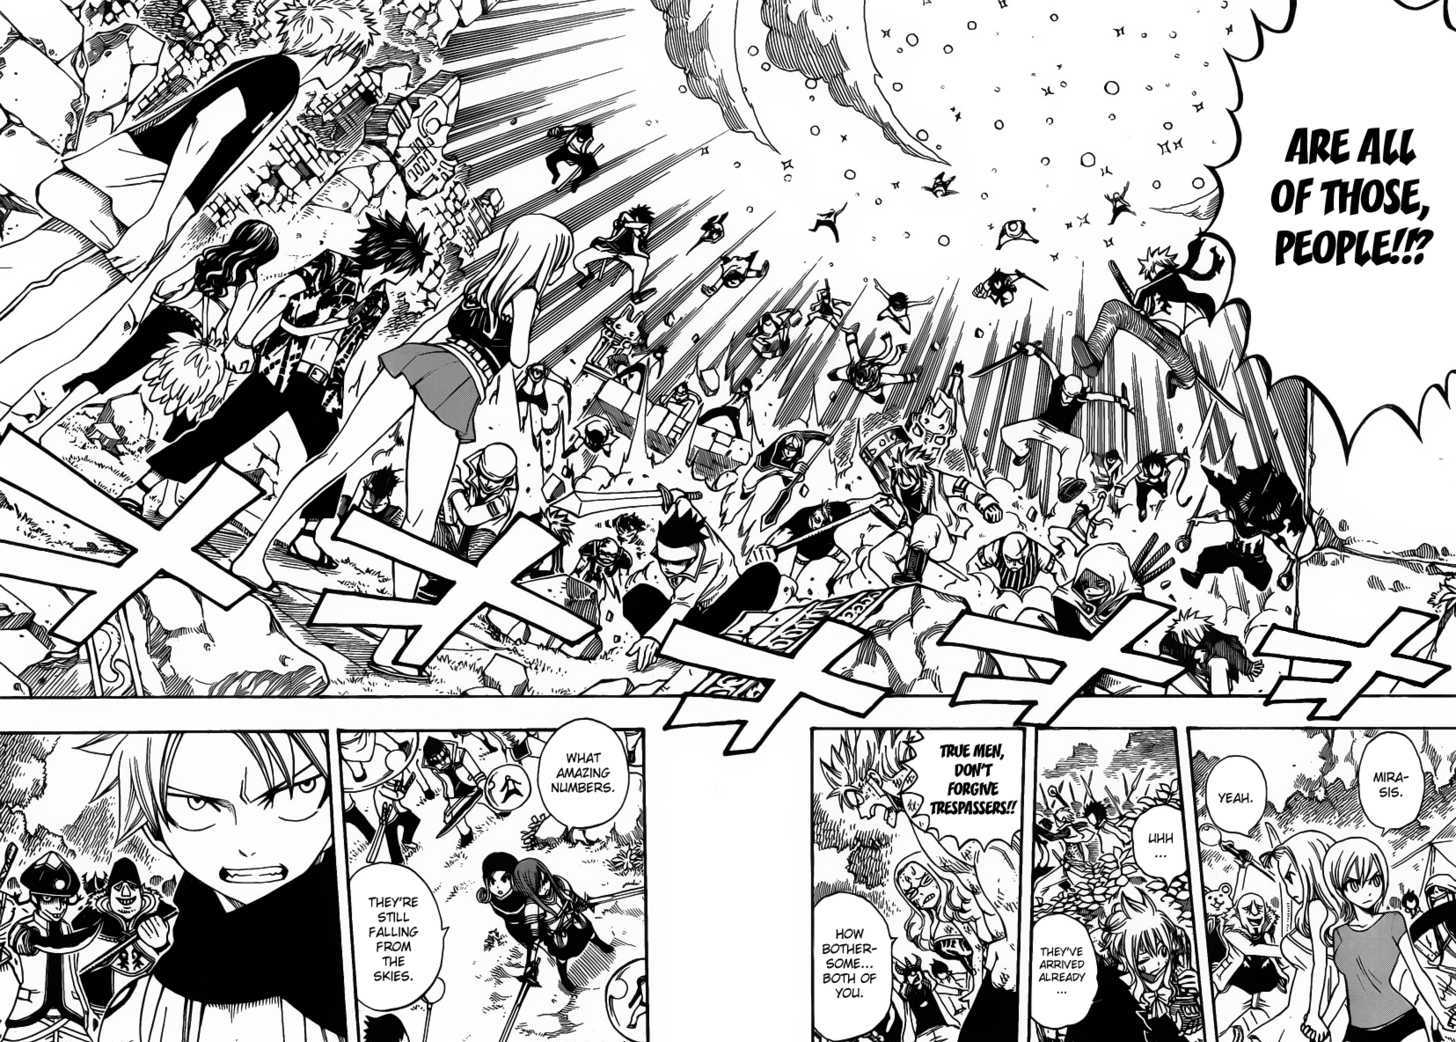 ARE ALL
OF THOSE,
PEOPLE!!?
MIRA-
SIS.
YEAH.
UHH
...
THEY'VE
ARRIVED
ALREADY
...
TRUE MEN,
DON'T
FORGIVE
TRESPASSERS!!
HOW
BOTHER-
SOME...
BOTH OF
YOU.
WHAT
AMAZING
NUMBERS.
THEY'RE
STILL
FALLING
FROM
THE
SKIES.